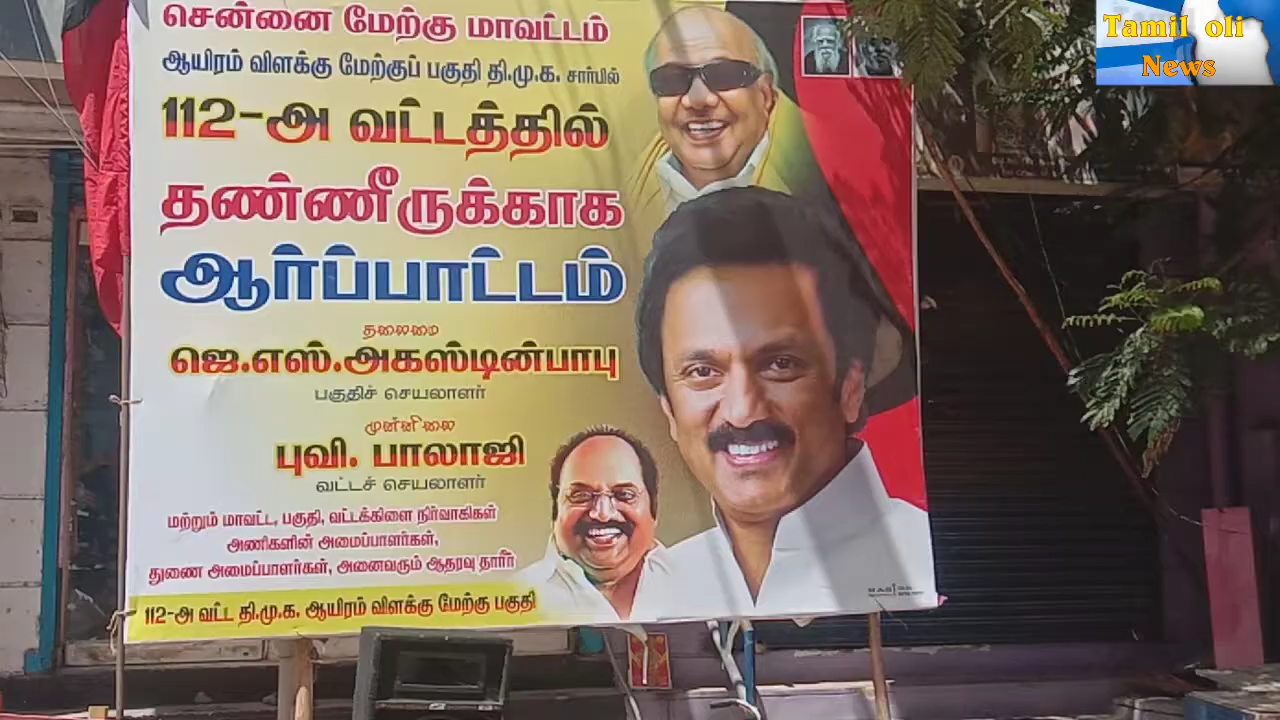 சென்னை மேற்கு மாவட்டம்
ஆயிரம் விளக்கு மேற்குப் பகுதி தி.மு.க. சார்பில்
112-அ வட்டத்தில்
தண்ணீருக்காக
ஆர்ப்பாட்டம்
தலைமை
ஜெ.எஸ்.அகஸ்டின்பாபு
பகுதிச் செயலாளர்
முன்னிலை
புவி. பாலாஜி
வட்டச் செயலாளர்
மற்றும் மாவட்ட, பகுதி, வட்டக்கிளை நிர்வாகிகள்
அணிகளின் அமைப்பாளர்கள்,
துணை அமைப்பாளர்கள், அனைவரும் ஆதரவு தாரீர்
112-அ வட்ட தி.மு.க. ஆயிரம் விளக்கு மேற்கு பகுதி
Tamil oli
News